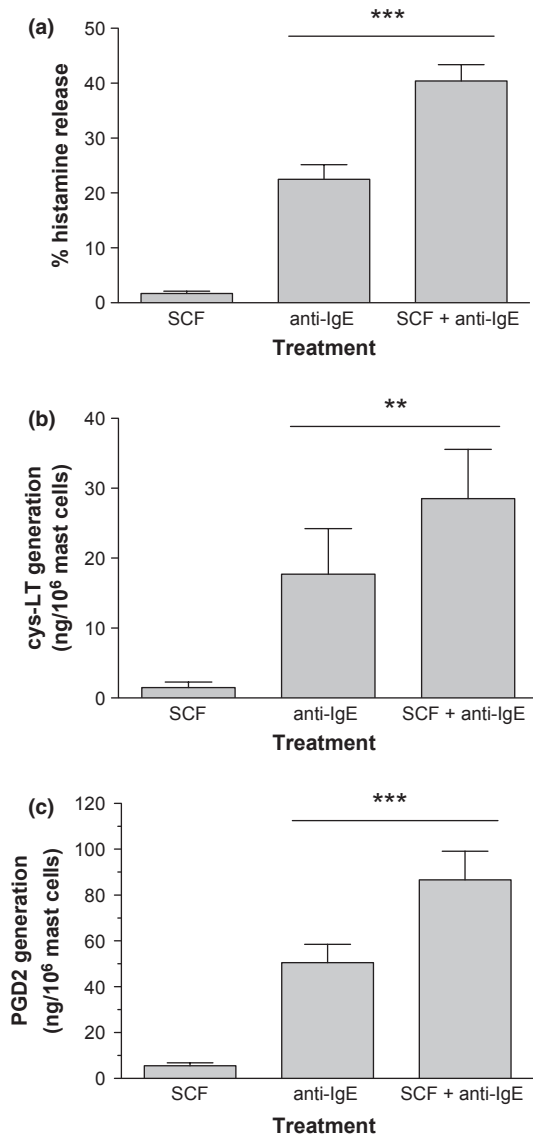 (a)
***
50
40
30
20
10
0
% histamine release
SCF
anti-IgE
SCF + anti-IgE
Treatment
(b)
**
40
30
20
10
0
cys-LT generation
(ng/10⁶ mast cells)
SCF
anti-IgE
SCF + anti-IgE
Treatment
(c)
***
120
100
80
60
40
20
0
PGD2 generation
(ng/10⁶ mast cells)
SCF
anti-IgE
SCF + anti-IgE
Treatment